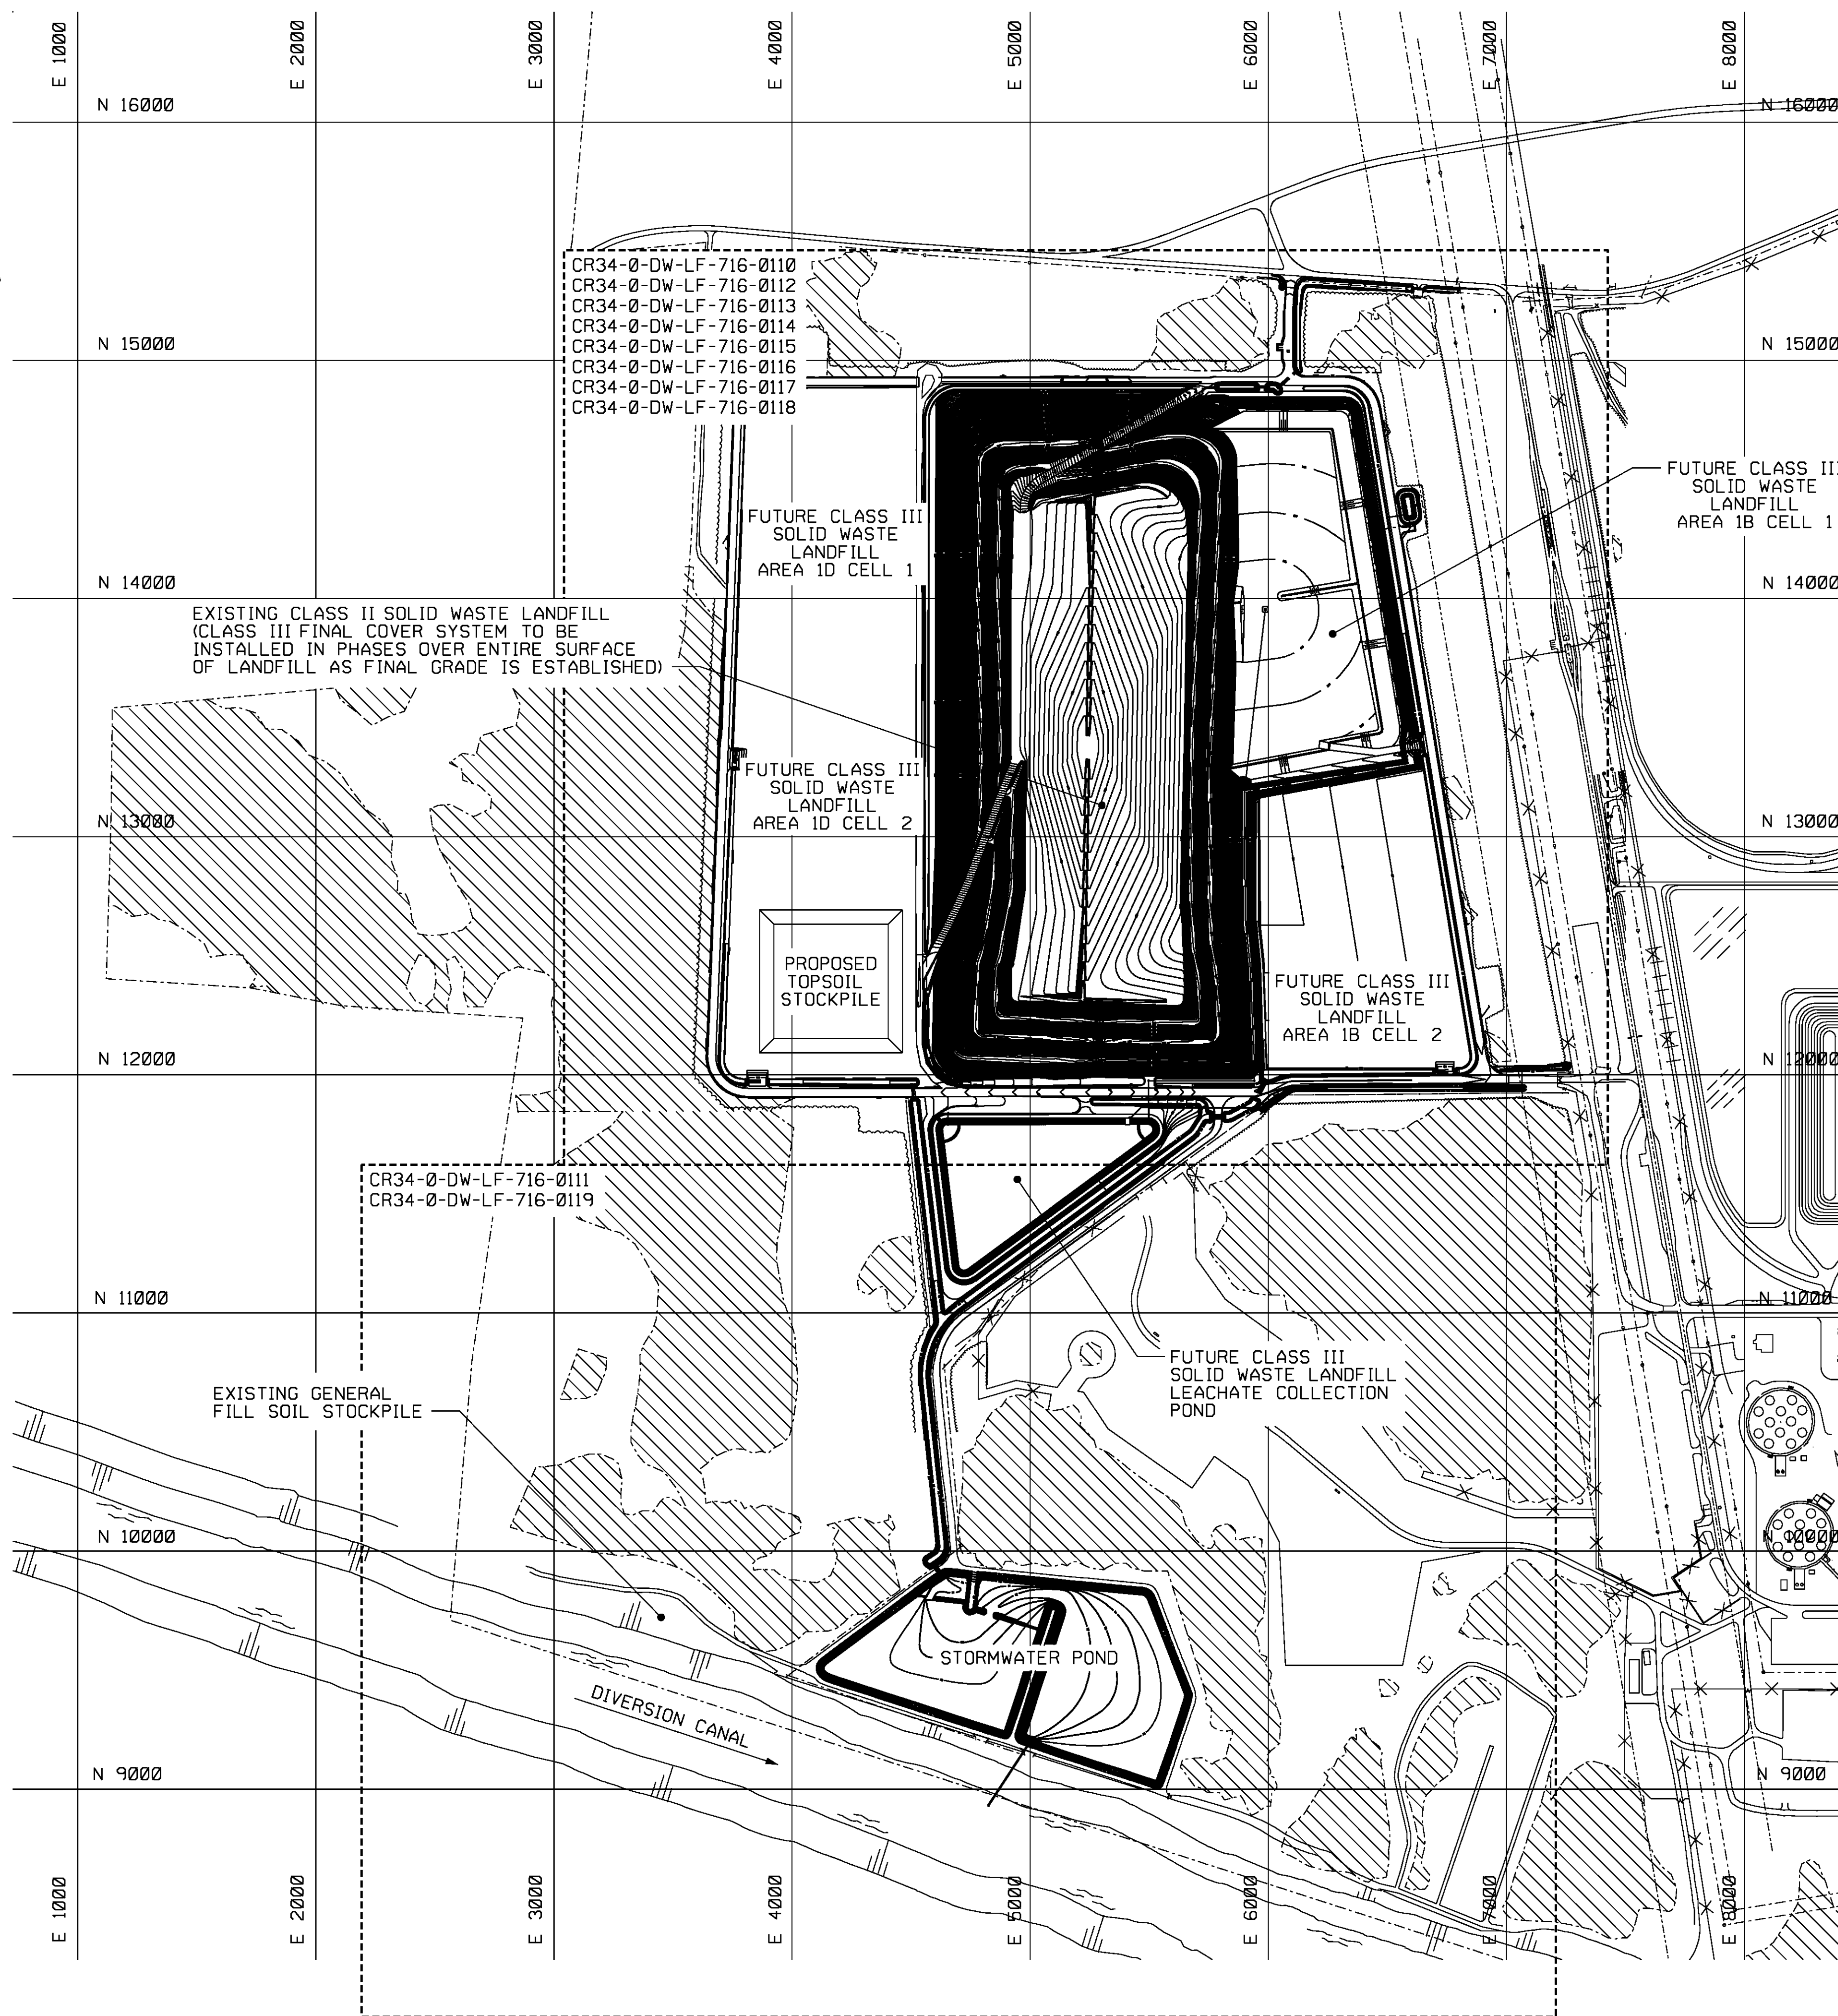 E 1000
E 2000
E 3000
E 4000
E 5000
E 6000
E 7000
E 8000
N 16000
N 16000
CR34-0-DW-LF-716-0110
CR34-0-DW-LF-716-0112
CR34-0-DW-LF-716-0113
CR34-0-DW-LF-716-0114
CR34-0-DW-LF-716-0115
CR34-0-DW-LF-716-0116
CR34-0-DW-LF-716-0117
CR34-0-DW-LF-716-0118
N 15000
N 15000
FUTURE CLASS III
SOLID WASTE
LANDFILL
AREA 1B CELL 1
FUTURE CLASS III
SOLID WASTE
LANDFILL
AREA 1D CELL 1
N 14000
N 14000
EXISTING CLASS II SOLID WASTE LANDFILL
(CLASS III FINAL COVER SYSTEM TO BE
INSTALLED IN PHASES OVER ENTIRE SURFACE
OF LANDFILL AS FINAL GRADE IS ESTABLISHED)
FUTURE CLASS III
SOLID WASTE
LANDFILL
AREA 1D CELL 2
N 13000
N 13000
PROPOSED
TOPSOIL
STOCKPILE
FUTURE CLASS III
SOLID WASTE
LANDFILL
AREA 1B CELL 2
N 12000
N 12000
CR34-0-DW-LF-716-0111
CR34-0-DW-LF-716-0119
N 11000
N 11000
FUTURE CLASS III
SOLID WASTE LANDFILL
LEACHATE COLLECTION
POND
EXISTING GENERAL
FILL SOIL STOCKPILE
N 10000
N 10000
STORMWATER POND
DIVERSION CANAL
N 9000
N 9000
E 1000
E 2000
E 3000
E 4000
E 5000
E 6000
E 7000
E 8000